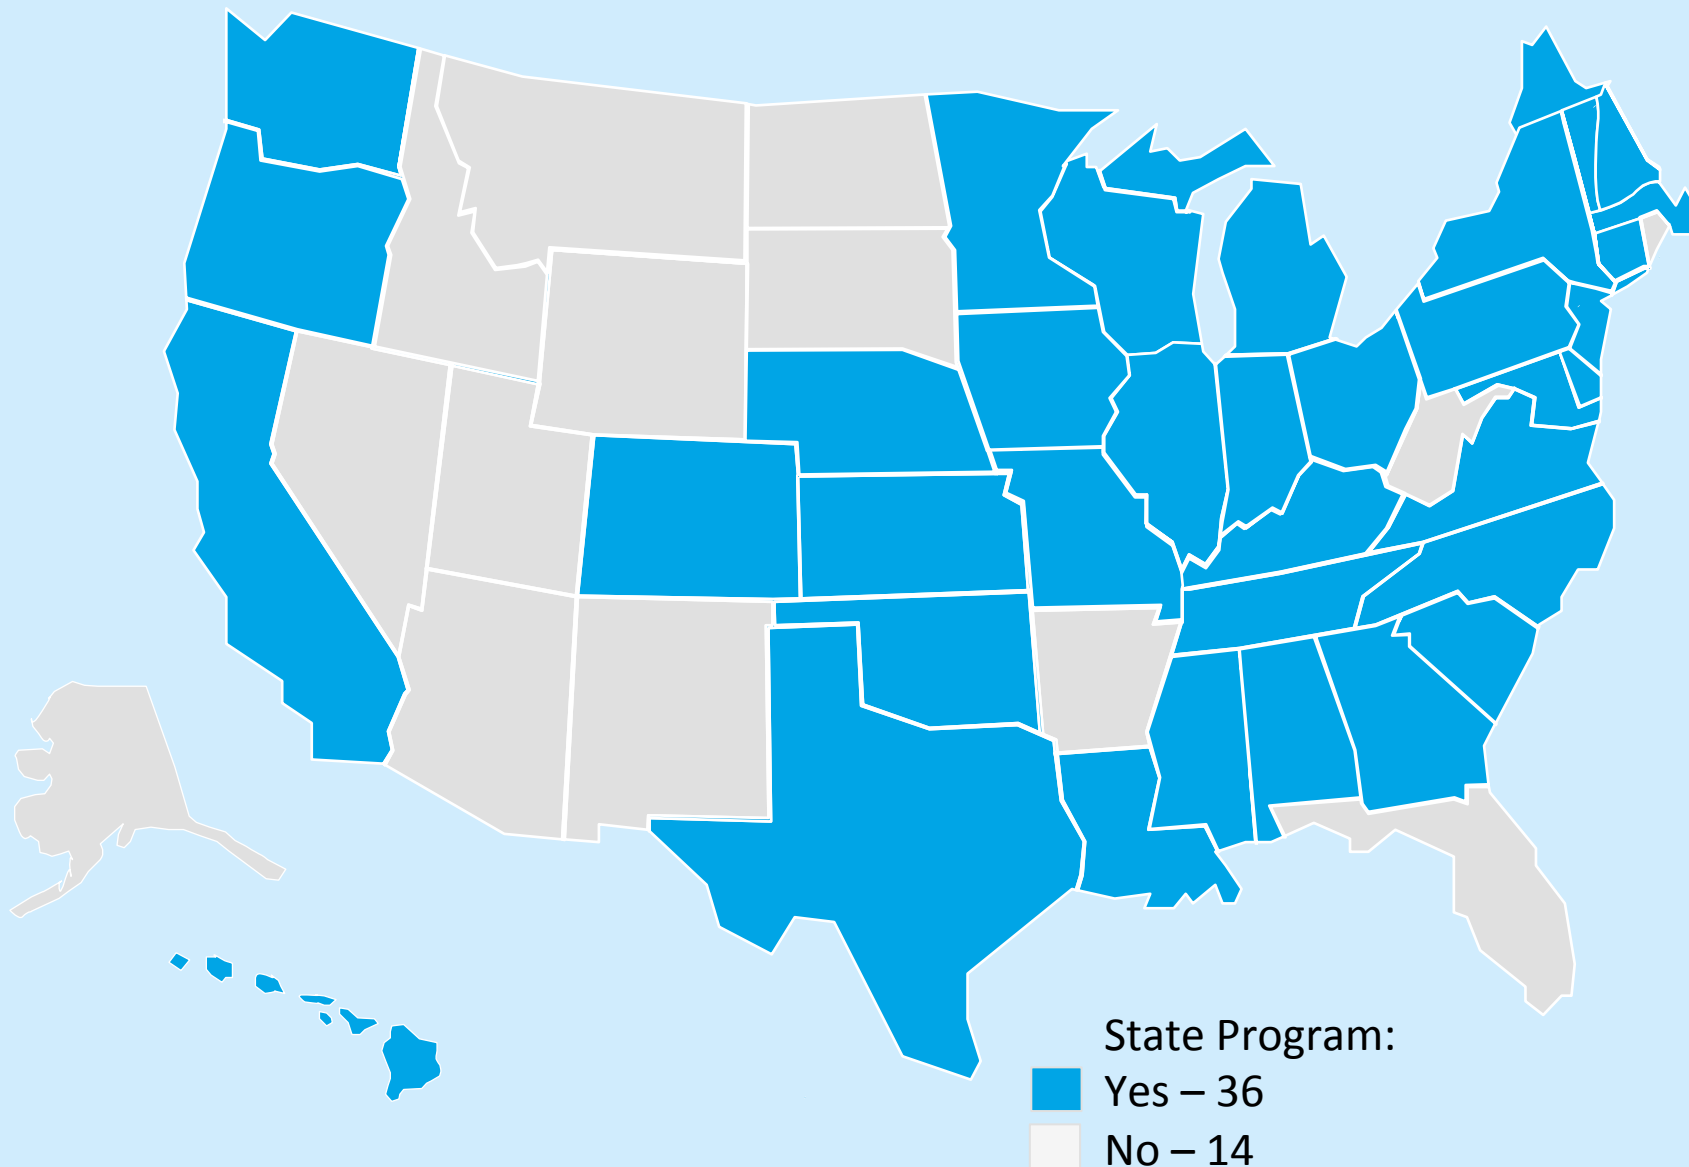 State Program:
Yes – 36
No – 14